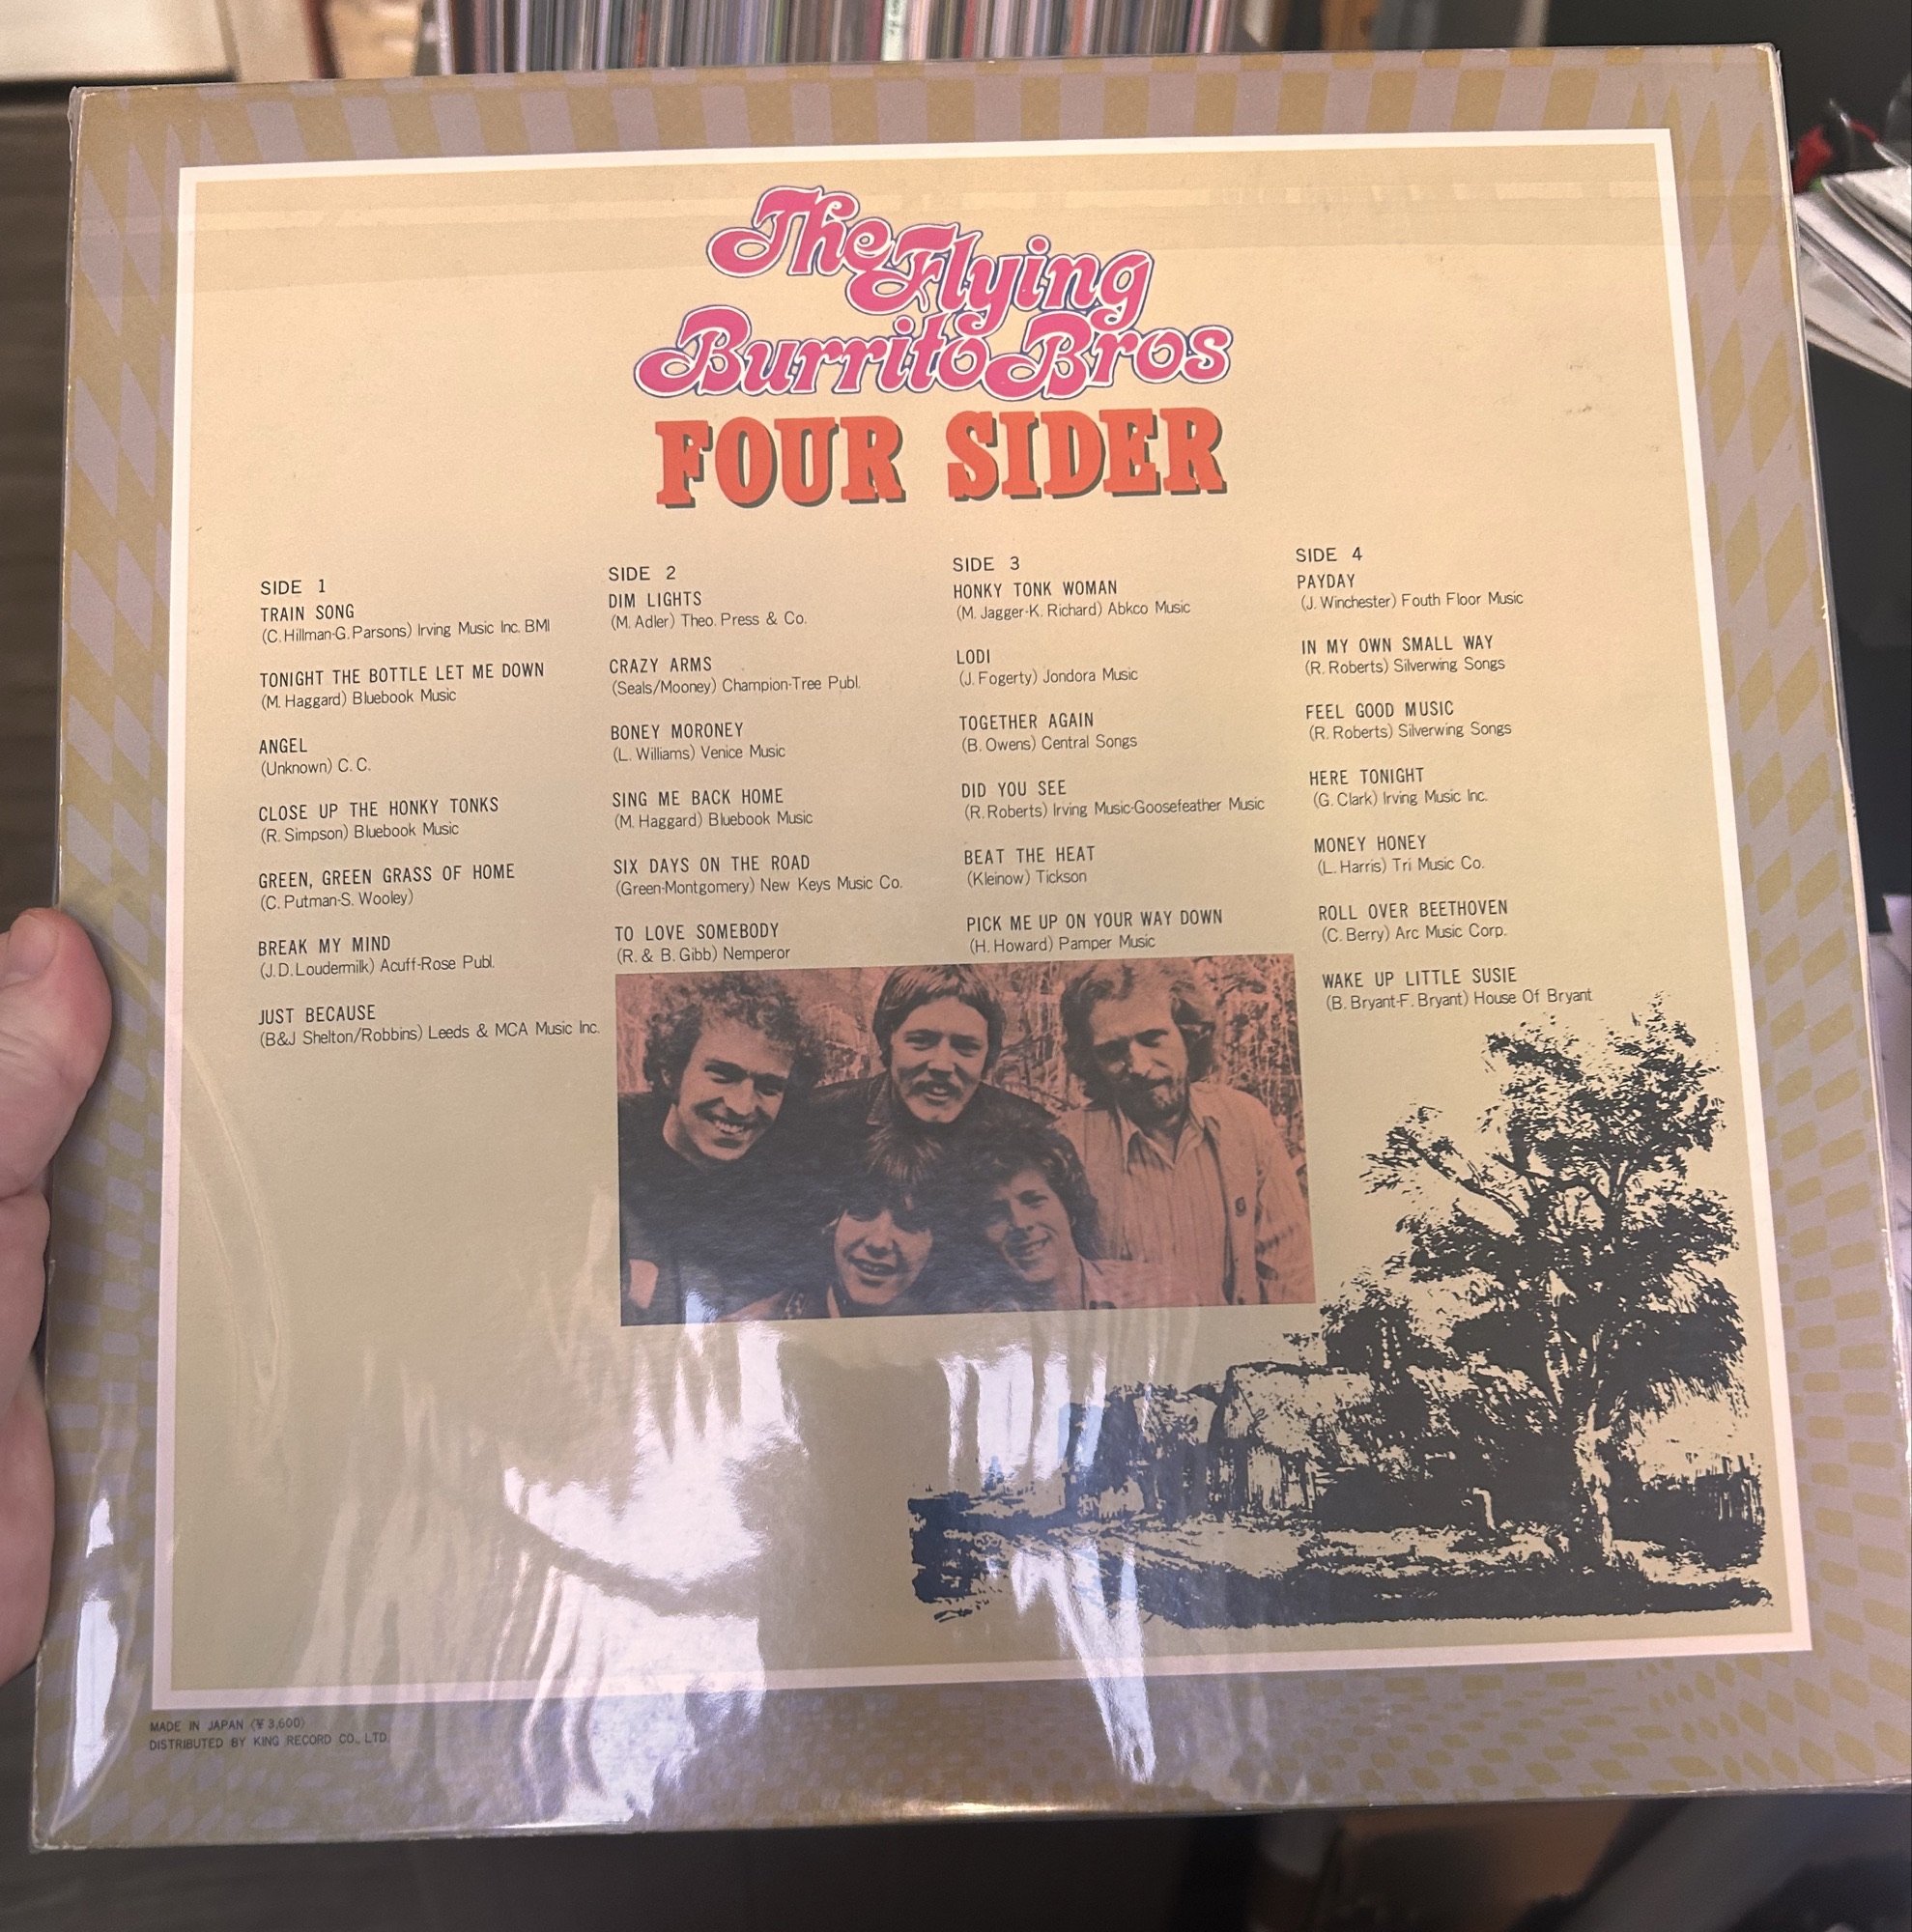 The Flying
Burrito Bros
FOUR SIDER
SIDE 1
TRAIN SONG
(C. Hillman-G. Parsons) Irving Music Inc. BMI
TONIGHT THE BOTTLE LET ME DOWN
(M. Haggard) Bluebook Music
ANGEL
(Unknown) C. C.
CLOSE UP THE HONKY TONKS
(R. Simpson) Bluebook Music
GREEN, GREEN GRASS OF HOME
(C. Putman-S. Wooley)
BREAK MY MIND
(J. D. Loudermilk) Acuff-Rose Publ.
JUST BECAUSE
(B&J Shelton/Robbins) Leeds & MCA Music Inc.
SIDE 2
DIM LIGHTS
(M. Adler) Theo. Press & Co.
CRAZY ARMS
(Seals/Mooney) Champion-Tree Publ.
BONEY MORONEY
(L. Williams) Venice Music
SING ME BACK HOME
(M. Haggard) Bluebook Music
SIX DAYS ON THE ROAD
(Green-Montgomery) New Keys Music Co.
TO LOVE SOMEBODY
(R. & B. Gibb) Nemperor
SIDE 3
HONKY TONK WOMAN
(M. Jagger-K. Richard) Abkco Music
LODI
(J. Fogerty) Jondora Music
TOGETHER AGAIN
(B. Owens) Central Songs
DID YOU SEE
(R. Roberts) Irving Music-Goosefeather Music
BEAT THE HEAT
(Kleinow) Tickson
PICK ME UP ON YOUR WAY DOWN
(H. Howard) Pamper Music
SIDE 4
PAYDAY
(J. Winchester) Fouth Floor Music
IN MY OWN SMALL WAY
(R. Roberts) Silverwing Songs
FEEL GOOD MUSIC
(R. Roberts) Silverwing Songs
HERE TONIGHT
(G. Clark) Irving Music Inc.
MONEY HONEY
(L. Harris) Tri Music Co.
ROLL OVER BEETHOVEN
(C. Berry) Arc Music Corp.
WAKE UP LITTLE SUSIE
(B. Bryant-F. Bryant) House Of Bryant
MADE IN JAPAN (¥ 3,600)
DISTRIBUTED BY KING RECORD CO., LTD.